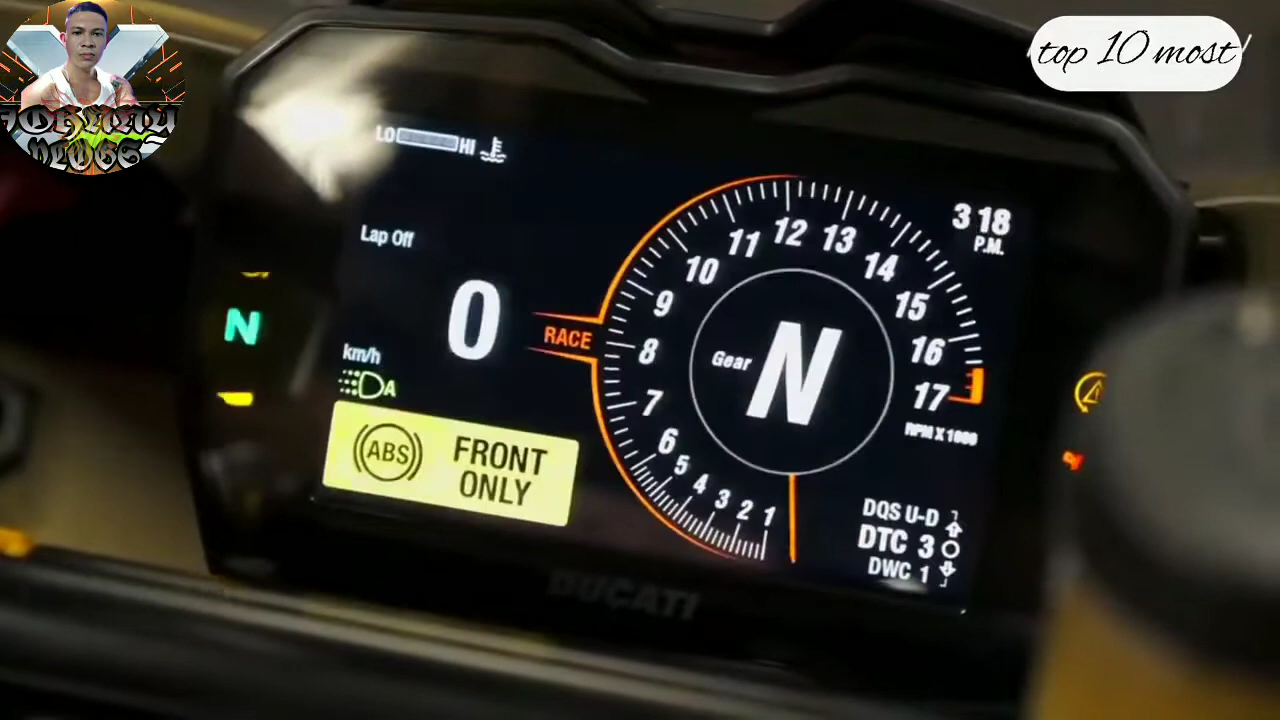 top 10 most
JOHNNY
VLOGS
LO HI
3 18
P.M.
Lap Off
0
km/h
A
N
RACE
Gear N
1
2
3
4
5
6
7
8
9
10
11
12
13
14
15
16
17
RPM X 1000
ABS FRONT
ONLY
DQS U-D
DTC 3
DWC 1
DUCATI